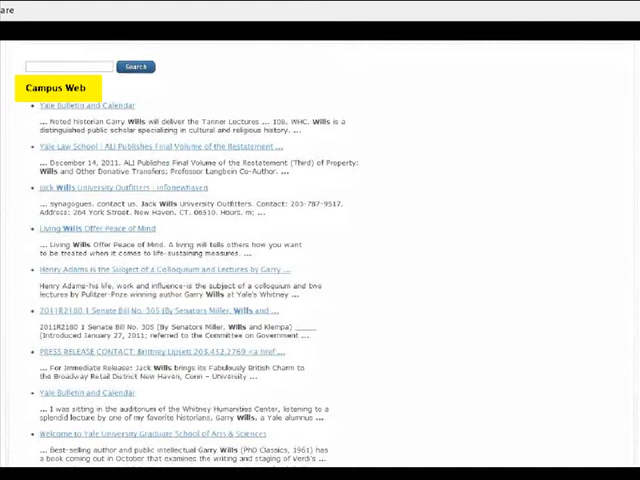 are
Search
Campus Web
Yale Bulletin and Calendar
... Noted historian Garry Wills will deliver the Tanner Lectures ... 108, WHC. Wills is a
distinguished public scholar specializing in cultural and religious history. ...
Yale Law School | ALI Publishes Final Volume of the Restatement ...
... December 14, 2011. ALI Publishes Final Volume of the Restatement (Third) of Property:
Wills and Other Donative Transfers; Professor Langbein Co-Author. ...
Jack Wills University Outfitters - Infonewhaven
... synagogues. contact us. Jack Wills University Outfitters. Contact: 203-787-9517.
Address: 264 York Street. New Haven, CT. 06510. Hours. m; ...
Living Wills Offer Peace of Mind
... Living Wills Offer Peace of Mind. A living will tells others how you want
to be treated when it comes to life-sustaining measures. ...
Henry Adams is the Subject of a Colloquium and Lectures by Garry ...
Henry Adams-his life, work and influence-is the subject of a colloquium and two
lectures by Pulitzer-Prize winning author Garry Wills at Yale's Whitney ...
2011R2180 1 Senate Bill No. 305 (By Senators Miller, Wills and ...
2011R2180 1 Senate Bill No. 305 (By Senators Miller, Wills and Klempa) _____
[Introduced January 27, 2011; referred to the Committee on Government ...
PRESS RELEASE CONTACT: Brittney Lipsett 203.432.2769 <a href ...
... For Immediate Release: Jack Wills brings its Fabulously British Charm to
the Broadway Retail District New Haven, Conn – University ...
Yale Bulletin and Calendar
... I was sitting in the auditorium of the Whitney Humanities Center, listening to a
splendid lecture by one of my favorite historians, Garry Wills, a Yale alumnus ...
Welcome to Yale University Graduate School of Arts & Sciences
... Best-selling author and public intellectual Garry Wills (PhD Classics, 1961) has
a book coming out in October that examines the writing and staging of Verdi's ...